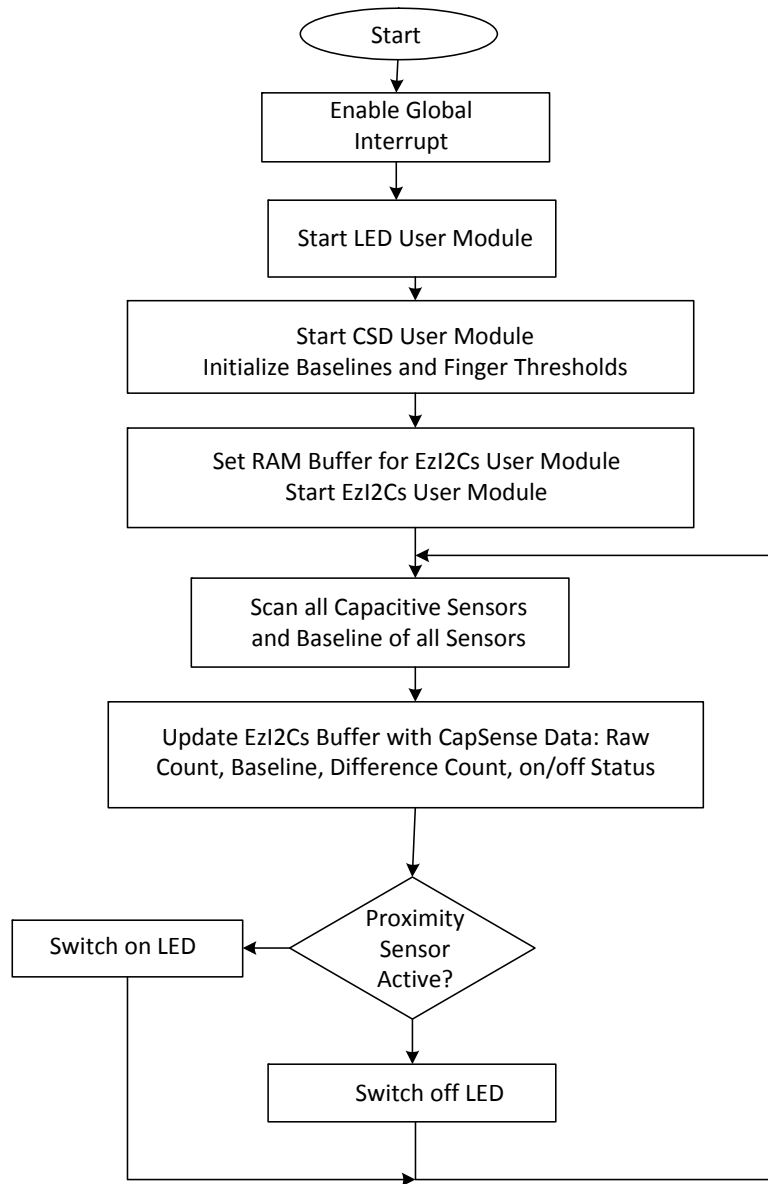 Start
Enable Global
Interrupt
Start LED User Module
Start CSD User Module
Initialize Baselines and Finger Thresholds
Set RAM Buffer for EzI2Cs User Module
Start EzI2Cs User Module
Scan all Capacitive Sensors
and Baseline of all Sensors
Update EzI2Cs Buffer with CapSense Data: Raw
Count, Baseline, Difference Count, on/off Status
Proximity
Sensor
Active?
Switch on LED
Switch off LED